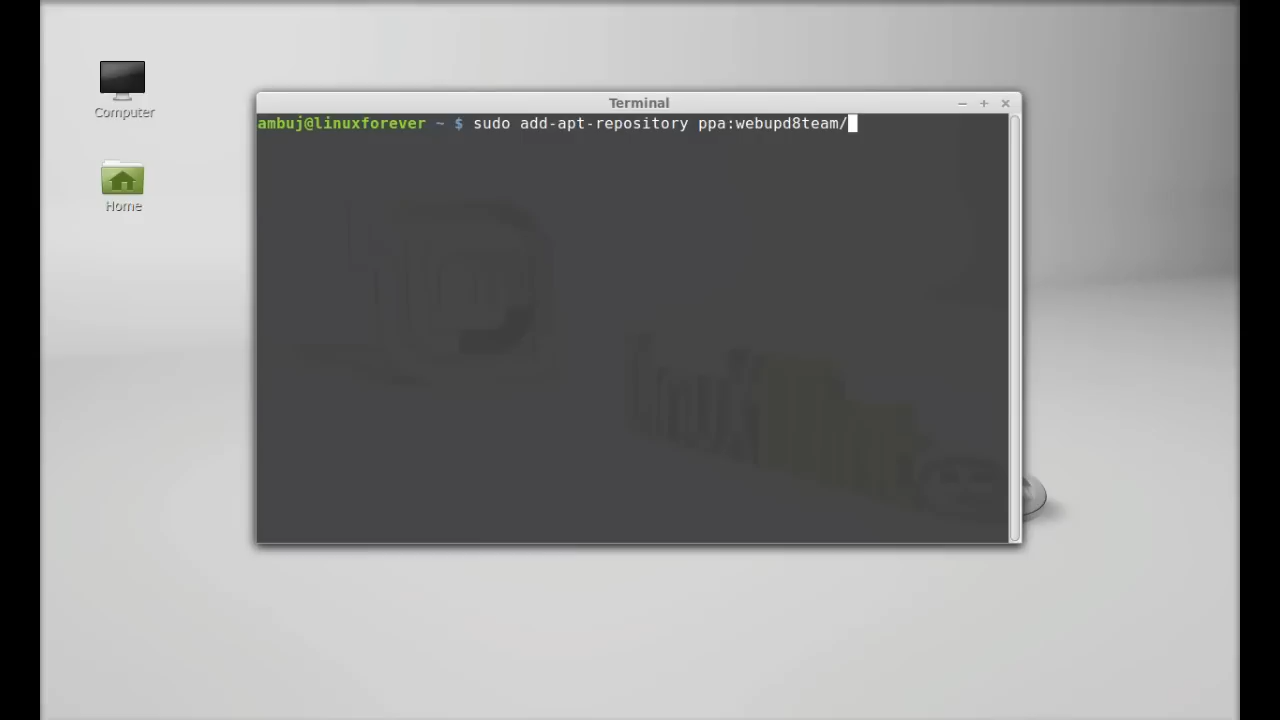 Computer
Home
Terminal
ambuj@linuxforever ~ $ sudo add-apt-repository ppa:webupd8team/